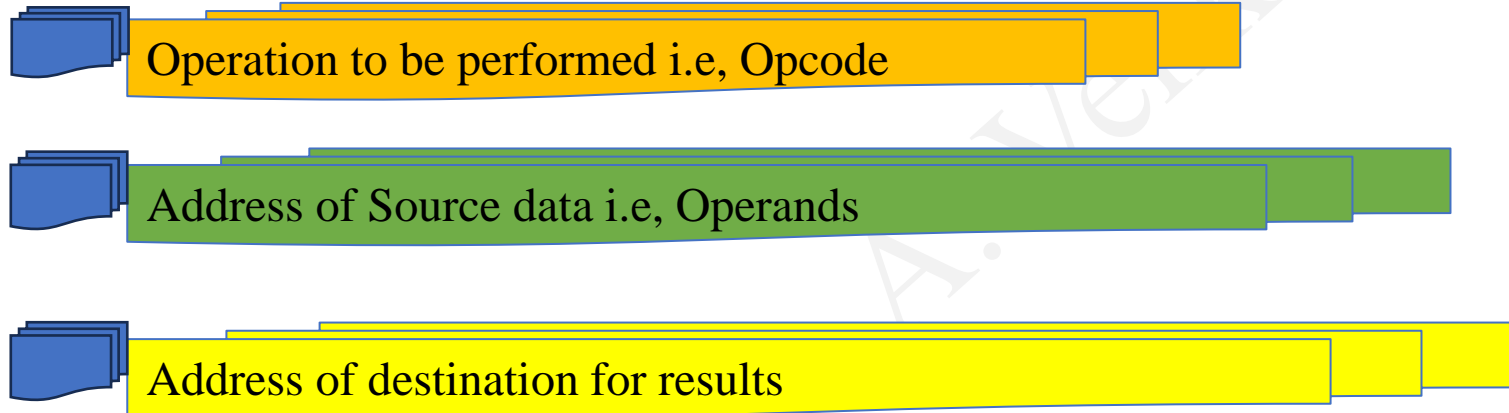 Operation to be performed i.e, Opcode
Address of Source data i.e, Operands
Address of destination for results